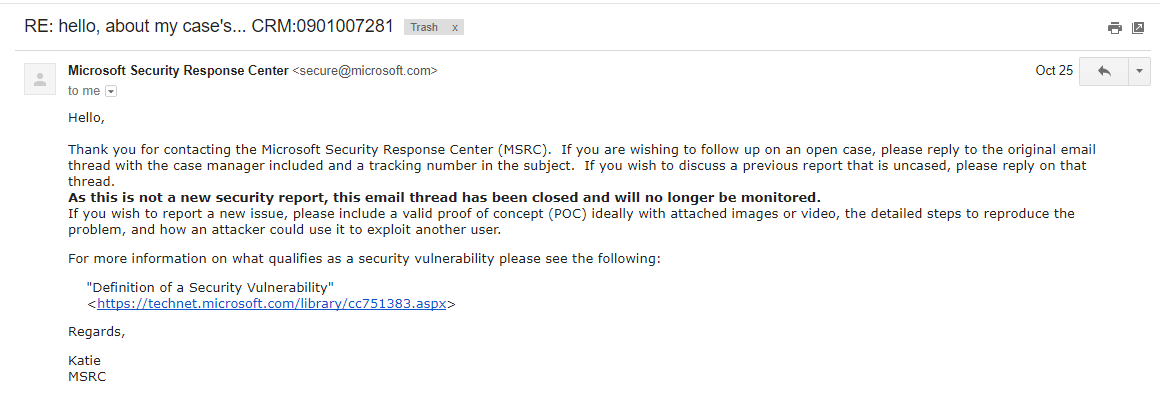 RE: hello, about my case's... CRM:0901007281 Trash x
Microsoft Security Response Center <secure@microsoft.com> Oct 25
to me
Hello,
Thank you for contacting the Microsoft Security Response Center (MSRC).  If you are wishing to follow up on an open case, please reply to the original email
thread with the case manager included and a tracking number in the subject.  If you wish to discuss a previous report that is uncased, please reply on that
thread.
As this is not a new security report, this email thread has been closed and will no longer be monitored.
If you wish to report a new issue, please include a valid proof of concept (POC) ideally with attached images or video, the detailed steps to reproduce the
problem, and how an attacker could use it to exploit another user.
For more information on what qualifies as a security vulnerability please see the following:
"Definition of a Security Vulnerability"
<https://technet.microsoft.com/library/cc751383.aspx>
Regards,
Katie
MSRC